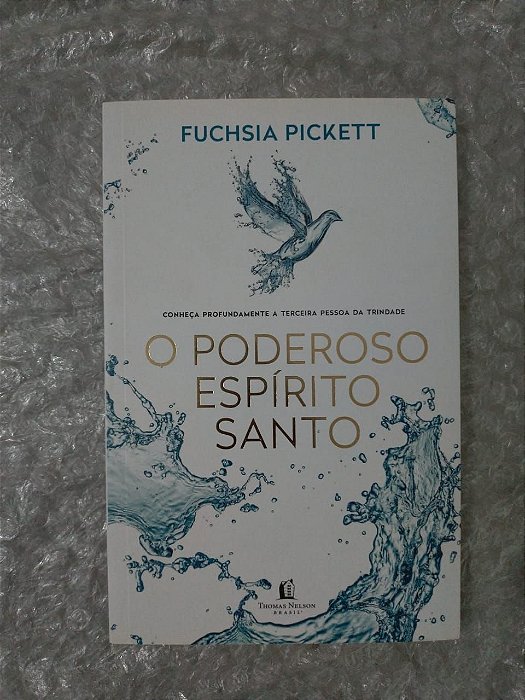 FUCHSIA PICKETT
CONHEÇA PROFUNDAMENTE A TERCEIRA PESSOA DA TRINDADE
O PODEROSO
ESPÍRITO
SANTO
THOMAS NELSON
BRASIL